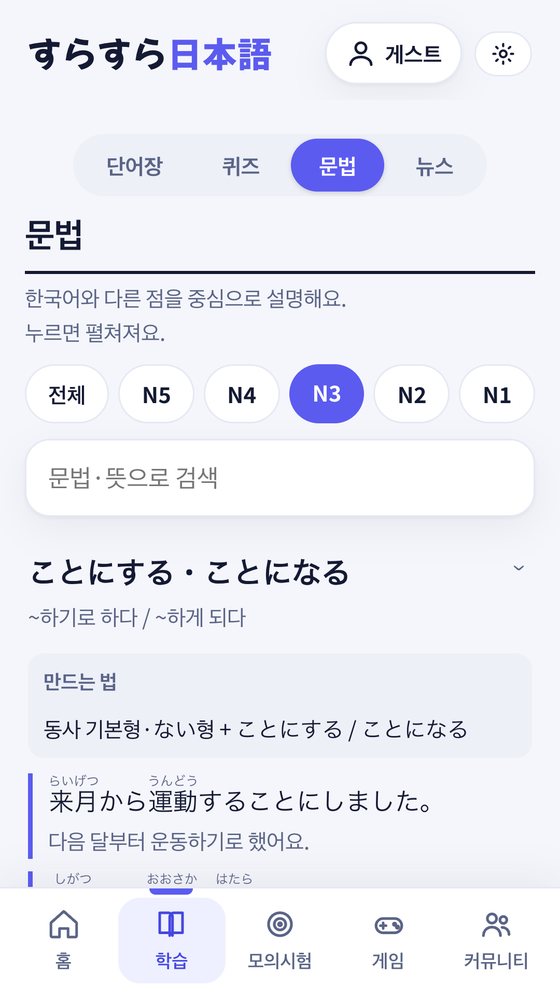 すらすら日本語
게스트
단어장 퀴즈 문법 뉴스
문법
한국어와 다른 점을 중심으로 설명해요.
누르면 펼쳐져요.
전체 N5 N4 N3 N2 N1
문법·뜻으로 검색
ことにする・ことになる
~하기로 하다 / ~하게 되다
만드는 법
동사 기본형·ない형 + ことにする / ことになる
らいげつ うんどう
来月から運動することにしました。
다음 달부터 운동하기로 했어요.
しがつ おおさか はたら
홈 학습 모의시험 게임 커뮤니티